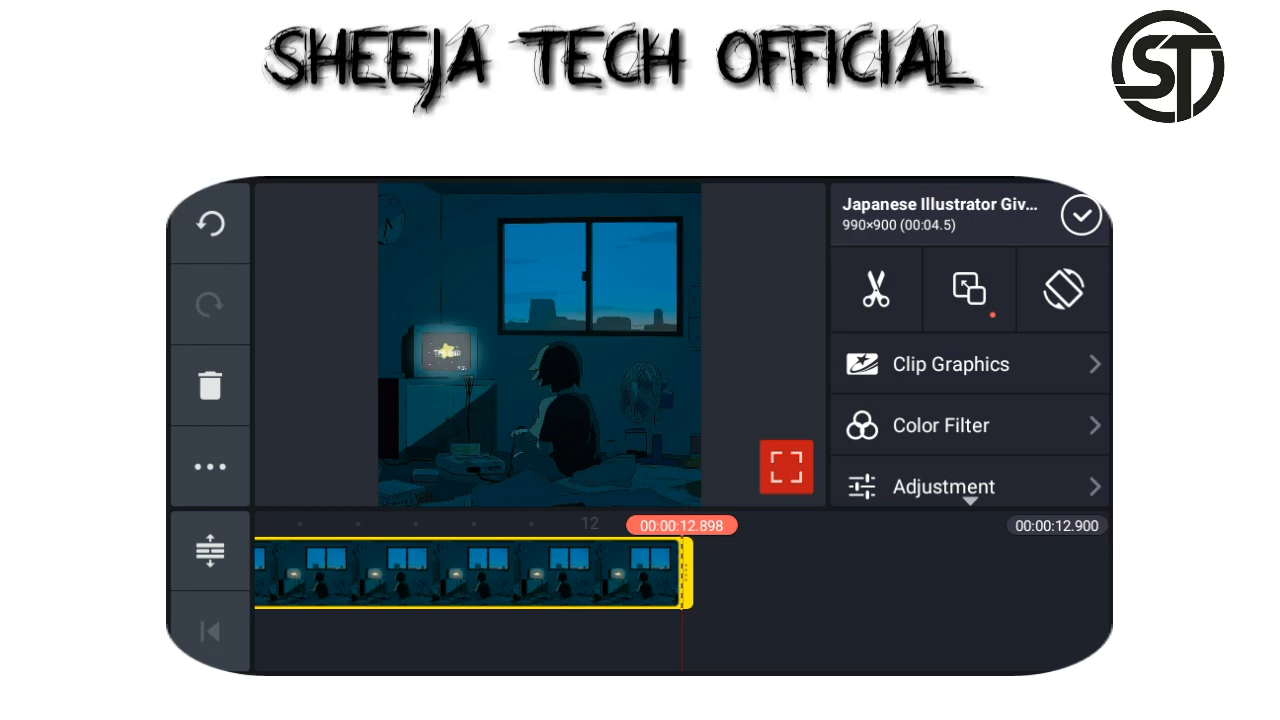 SHEEJA TECH OFFICIAL
ST
Japanese Illustrator Giv...
990×900 (00:04.5)
Clip Graphics
Color Filter
Adjustment
12
00:00:12.898
00:00:12.900